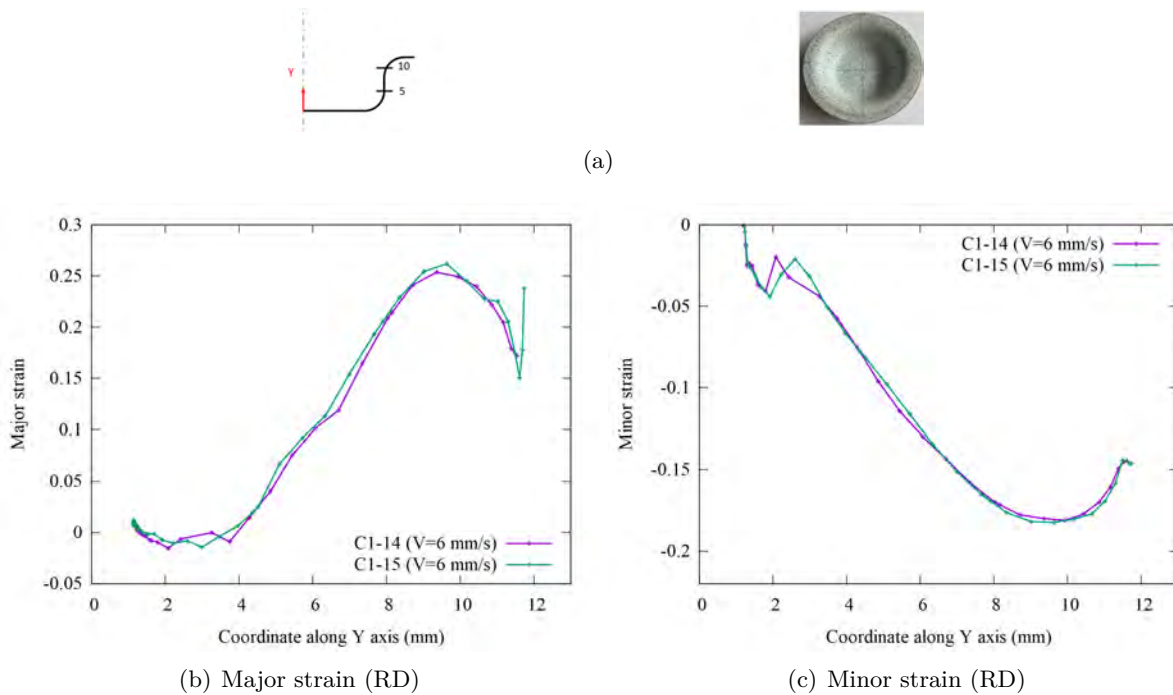 Y
10
5
(a)
0.3
0.25
0.2
0.15
0.1
0.05
0
-0.05
0 2 4 6 8 10 12
Major strain
Coordinate along Y axis (mm)
C1-14 (V=6 mm/s)
C1-15 (V=6 mm/s)
(b) Major strain (RD)
0
-0.05
-0.1
-0.15
-0.2
0 2 4 6 8 10 12
Minor strain
Coordinate along Y axis (mm)
C1-14 (V=6 mm/s)
C1-15 (V=6 mm/s)
(c) Minor strain (RD)